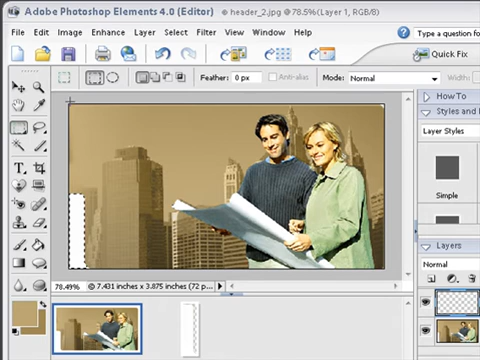 Adobe Photoshop Elements 4.0 (Editor)
@ header_2.jpg @ 78.5%(Layer 1, RGB/8)
File Edit Image Enhance Layer Select Filter View Window Help
Type a question fo
Quick Fix
Feather: 0 px
Anti-alias
Mode: Normal
Width:
How To
Styles and
Layer Styles
Simple
Layers
Normal
78.49% 7.431 inches x 3.875 inches (72 p...